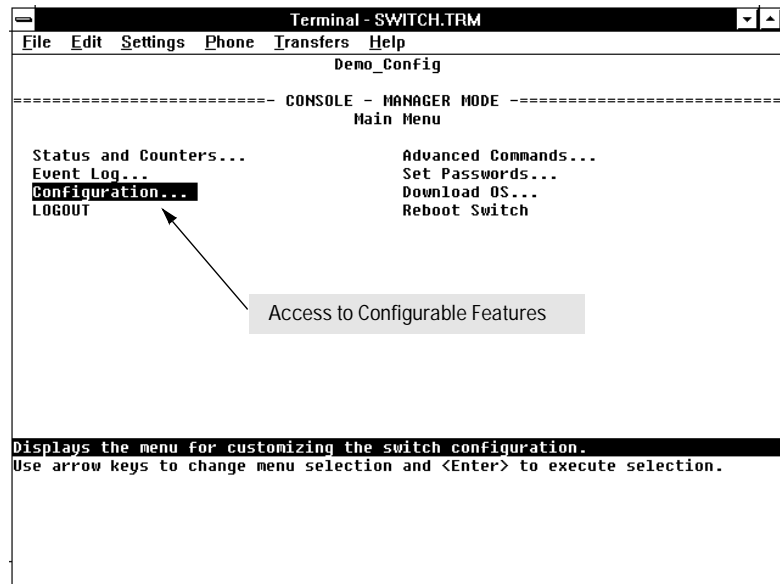 Terminal - SWITCH.TRM
File Edit Settings Phone Transfers Help
Demo_Config
==========================- CONSOLE - MANAGER MODE -===========================
Main Menu
Status and Counters... Advanced Commands...
Event Log... Set Passwords...
Configuration... Download OS...
LOGOUT Reboot Switch
Access to Configurable Features
Displays the menu for customizing the switch configuration.
Use arrow keys to change menu selection and <Enter> to execute selection.